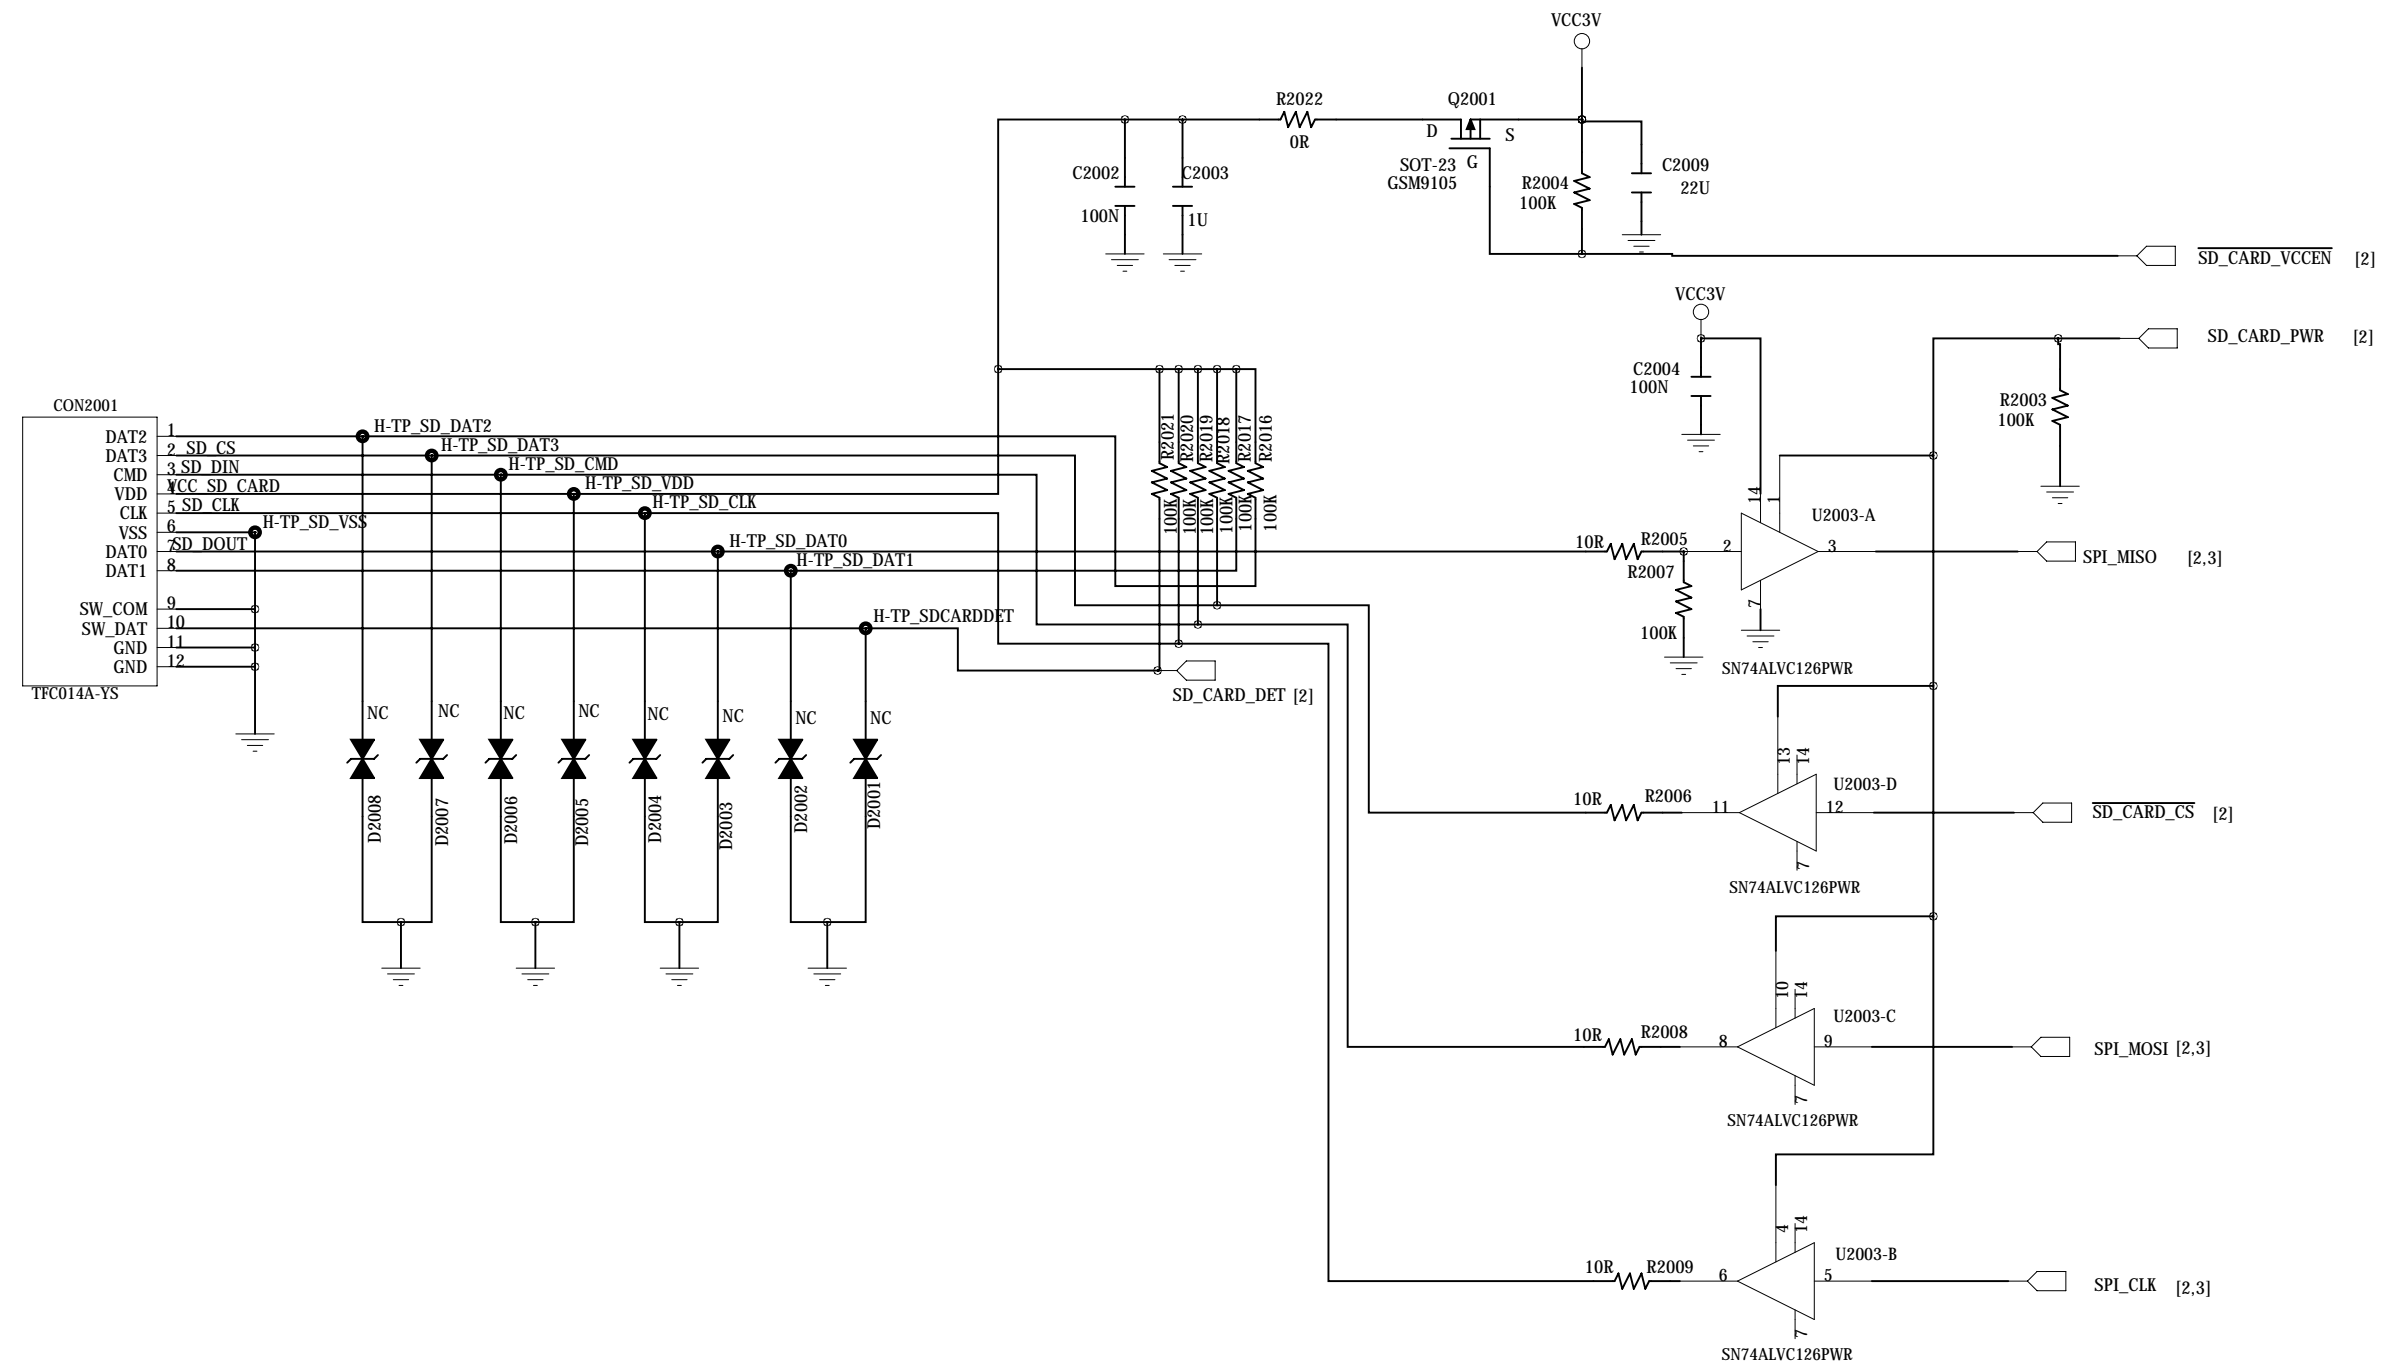 VCC3V
R2022
0R
Q2001
D
S
G
SOT-23
GSM9105
C2002
100N
C2003
1U
R2004
100K
C2009
22U
SD_CARD_VCCEN [2]
VCC3V
SD_CARD_PWR [2]
C2004
100N
R2003
100K
CON2001
DAT2 1
DAT3 2 SD_CS
CMD 3 SD_DIN
VDD 4 VCC_SD_CARD
CLK 5 SD_CLK
VSS 6
DAT0 7 SD_DOUT
DAT1 8
SW_COM 9
SW_DAT 10
GND 11
GND 12
TFC014A-YS
H-TP_SD_DAT2
H-TP_SD_DAT3
H-TP_SD_CMD
H-TP_SD_VDD
H-TP_SD_CLK
H-TP_SD_VSS
H-TP_SD_DAT0
H-TP_SD_DAT1
H-TP_SDCARDDET
R2021
R2020
R2019
R2018
R2017
R2016
100K
100K
100K
100K
100K
100K
SD_CARD_DET [2]
NC
NC
NC
NC
NC
NC
NC
NC
D2008
D2007
D2006
D2005
D2004
D2003
D2002
D2001
10R R2005
R2007
100K
14
1
2
3
7
U2003-A
SN74ALVC126PWR
SPI_MISO [2,3]
10R R2006
13
14
11
12
7
U2003-D
SN74ALVC126PWR
SD_CARD_CS [2]
10R R2008
10
14
8
9
7
U2003-C
SN74ALVC126PWR
SPI_MOSI [2,3]
10R R2009
4
14
6
5
7
U2003-B
SN74ALVC126PWR
SPI_CLK [2,3]